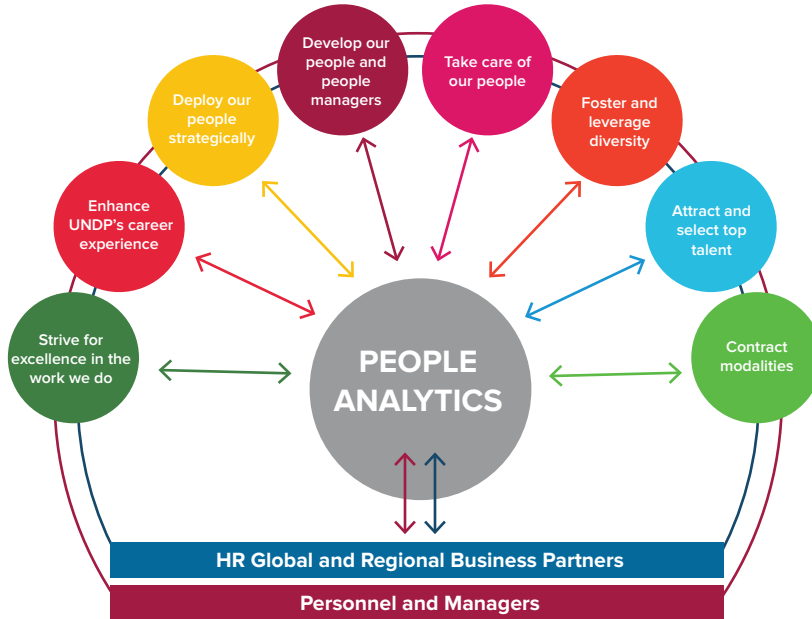 Develop our
people and
people
managers
Take care of
our people
Deploy our
people
strategically
Foster and
leverage
diversity
Enhance
UNDP's career
experience
Attract and
select top
talent
Strive for
excellence in the
work we do
PEOPLE
ANALYTICS
Contract
modalities
HR Global and Regional Business Partners
Personnel and Managers